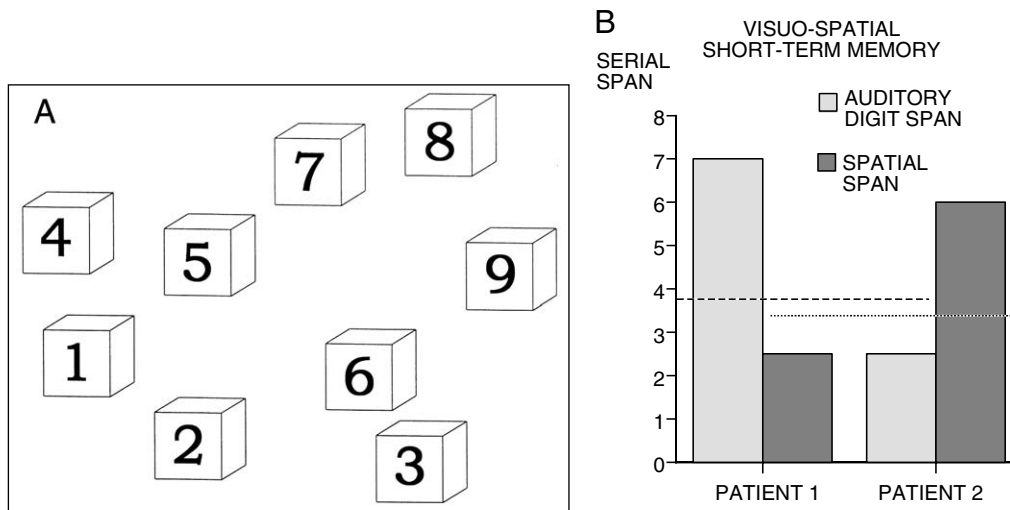 A
8
7
4
5
9
1
6
2
3
B
VISUO-SPATIAL
SHORT-TERM MEMORY
SERIAL
SPAN
AUDITORY
DIGIT SPAN
SPATIAL
SPAN
8
7
6
5
4
3
2
1
0
PATIENT 1
PATIENT 2